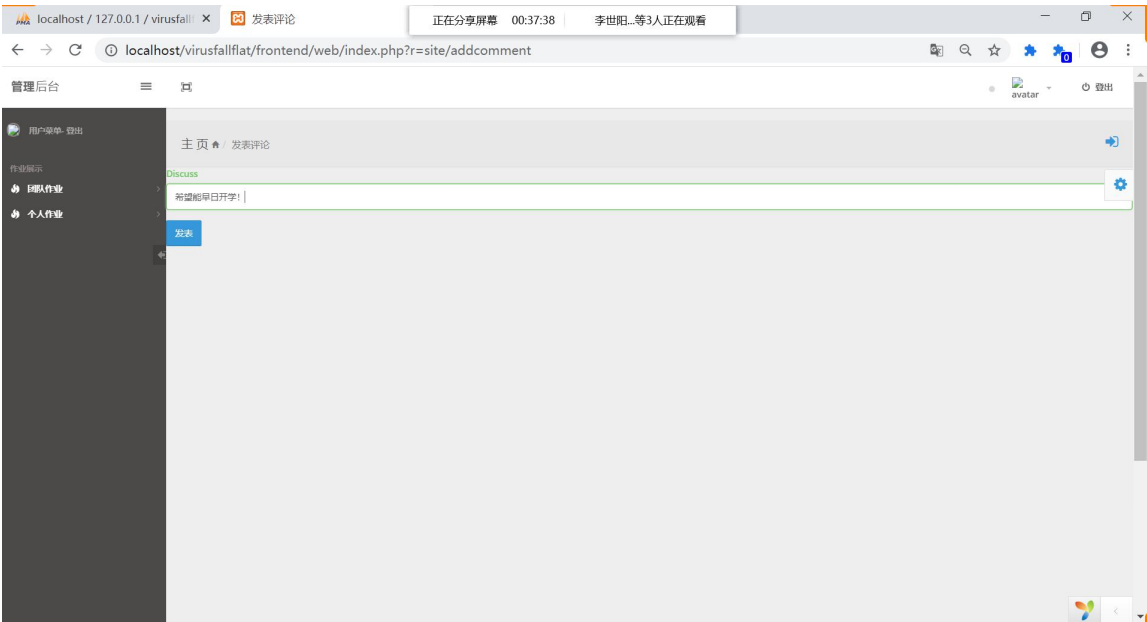 localhost / 127.0.0.1 / virusfall
发表评论
正在分享屏幕 00:37:38 李世阳...等3人正在观看
localhost/virusfallflat/frontend/web/index.php?r=site/addcomment
0
管理后台
avatar
登出
用户菜单- 登出
主页 / 发表评论
作业展示
Discuss
团队作业
希望能早日开学!
个人作业
发表